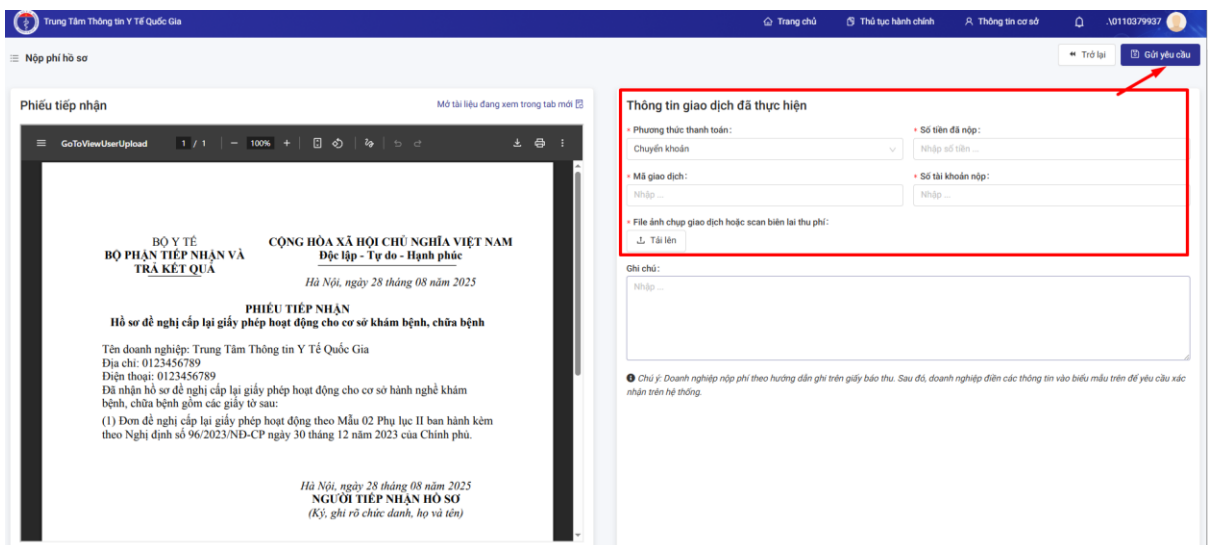 Trung Tâm Thông tin Y Tế Quốc Gia
Trang chủ
Thủ tục hành chính
Thông tin cơ sở
.\0110379937
Nộp phí hồ sơ
Trở lại
Gửi yêu cầu
Phiếu tiếp nhận
Mở tài liệu đang xem trong tab mới
GoToViewUserUpload
1 / 1
100%
BỘ Y TẾ
BỘ PHẬN TIẾP NHẬN VÀ
TRẢ KẾT QUẢ
CỘNG HÒA XÃ HỘI CHỦ NGHĨA VIỆT NAM
Độc lập - Tự do - Hạnh phúc
Hà Nội, ngày 28 tháng 08 năm 2025
PHIẾU TIẾP NHẬN
Hồ sơ đề nghị cấp lại giấy phép hoạt động cho cơ sở khám bệnh, chữa bệnh
Tên doanh nghiệp: Trung Tâm Thông tin Y Tế Quốc Gia
Địa chỉ: 0123456789
Điện thoại: 0123456789
Đã nhận hồ sơ đề nghị cấp lại giấy phép hoạt động cho cơ sở hành nghề khám
bệnh, chữa bệnh gồm các giấy tờ sau:
(1) Đơn đề nghị cấp lại giấy phép hoạt động theo Mẫu 02 Phụ lục II ban hành kèm
theo Nghị định số 96/2023/NĐ-CP ngày 30 tháng 12 năm 2023 của Chính phủ.
Hà Nội, ngày 28 tháng 08 năm 2025
NGƯỜI TIẾP NHẬN HỒ SƠ
(Ký, ghi rõ chức danh, họ và tên)
Thông tin giao dịch đã thực hiện
* Phương thức thanh toán:
* Số tiền đã nộp:
Chuyển khoản
Nhập số tiền ...
* Mã giao dịch:
* Số tài khoản nộp:
Nhập ...
Nhập ...
* File ảnh chụp giao dịch hoặc scan biên lai thu phí:
Tải lên
Ghi chú:
Nhập ...
Chú ý: Doanh nghiệp nộp phí theo hướng dẫn ghi trên giấy báo thu. Sau đó, doanh nghiệp điền các thông tin vào biểu mẫu trên để yêu cầu xác
nhận trên hệ thống.